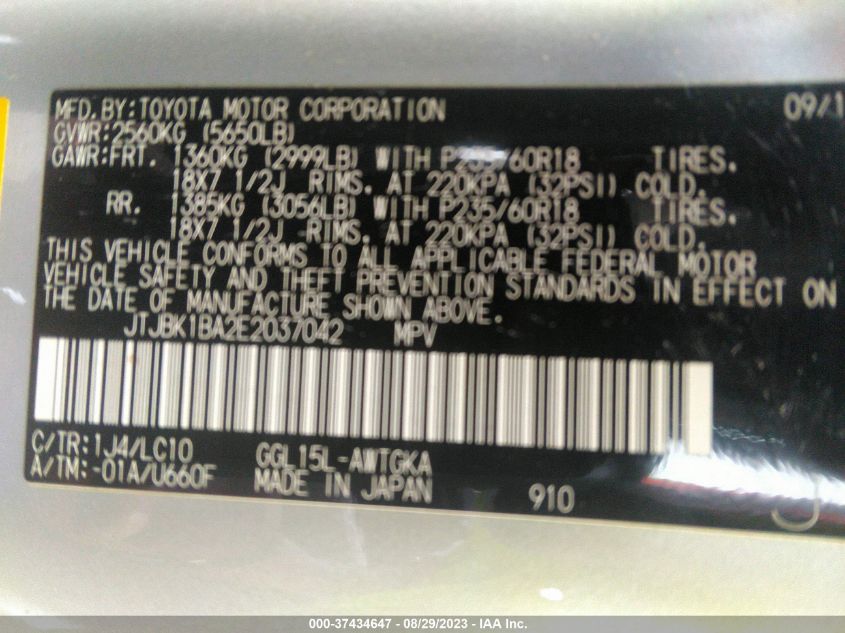 MFD. BY: TOYOTA MOTOR CORPORATION 09/1
GVWR: 2560KG (5650LB)
GAWR: FRT. 1360KG (2999LB) WITH P235/60R18 TIRES.
18X7 1/2J RIMS. AT 220KPA (32PSI) COLD.
RR. 1385KG (3056LB) WITH P235/60R18 TIRES.
18X7 1/2J RIMS. AT 220KPA (32PSI) COLD.
THIS VEHICLE CONFORMS TO ALL APPLICABLE FEDERAL MOTOR
VEHICLE SAFETY AND THEFT PREVENTION STANDARDS IN EFFECT ON
THE DATE OF MANUFACTURE SHOWN ABOVE.
JTJBK1BA2E2037042 MPV
C/TR: 1J4/LC10 GGL15L-AWTGKA
A/TM: -01A/U660F MADE IN JAPAN 910
000-37434647 - 08/29/2023 - IAA Inc.